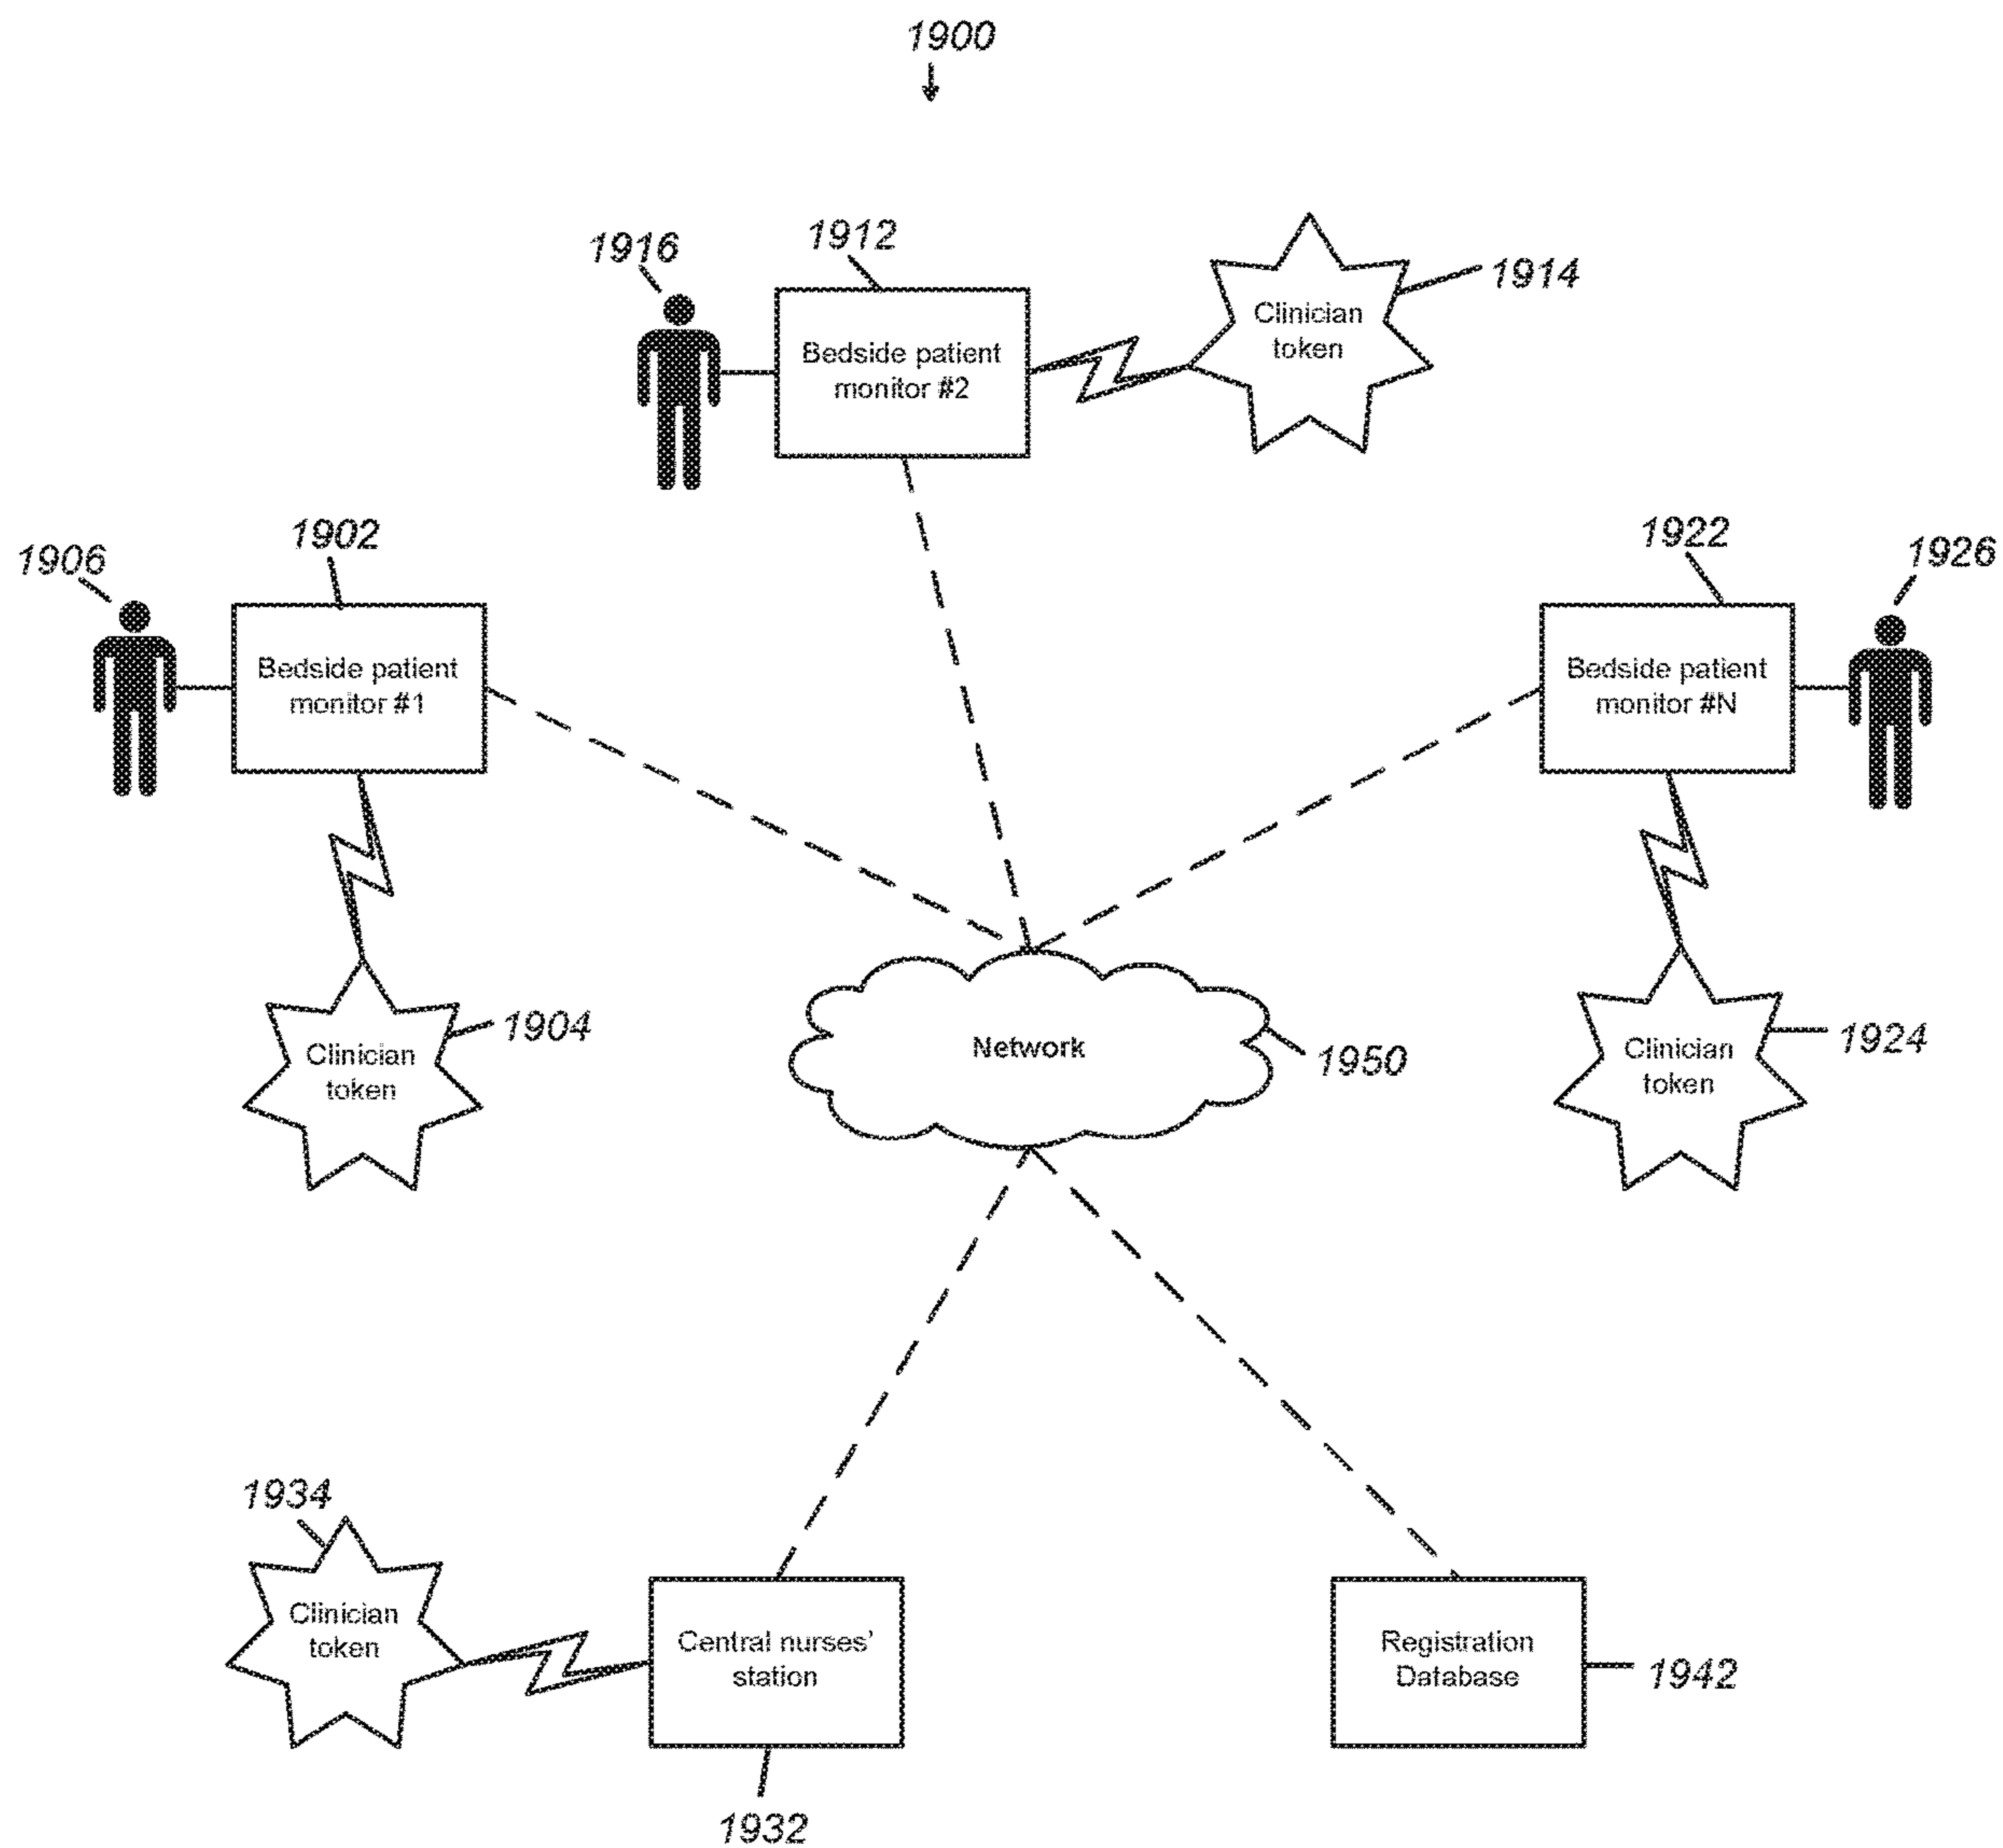 1900
1916
1912
1914
Clinician
token
Bedside patient
monitor #2
1906
1902
1922
1926
Bedside patient
monitor #1
Bedside patient
monitor #N
1904
Clinician
token
Network
1950
Clinician
token
1924
1934
Clinician
token
Central nurses'
station
1932
Registration
Database
1942